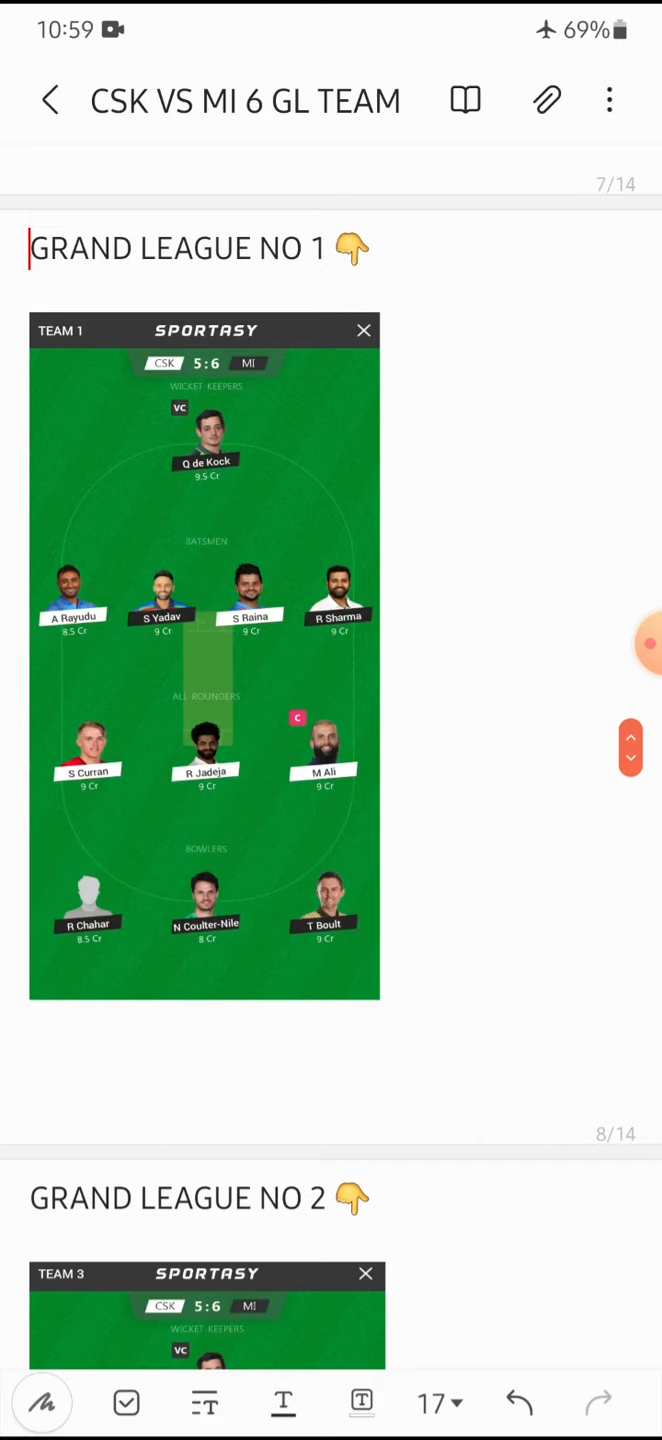 10:59 69%
CSK VS MI 6 GL TEAM
7/14
GRAND LEAGUE NO 1 👇
TEAM 1 SPORTASY
CSK 5:6 MI
WICKET-KEEPERS
VC
Q de Kock
9.5 Cr
BATSMEN
A Rayudu S Yadav S Raina R Sharma
8.5 Cr 9 Cr 9 Cr 9 Cr
ALL ROUNDERS
C
S Curran R Jadeja M Ali
9 Cr 9 Cr 9 Cr
BOWLERS
R Chahar N Coulter-Nile T Boult
8.5 Cr 8 Cr 9 Cr
8/14
GRAND LEAGUE NO 2 👇
TEAM 3 SPORTASY
CSK 5:6 MI
WICKET-KEEPERS
VC
T T 17